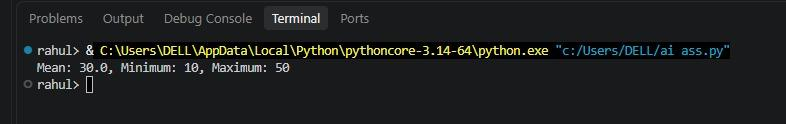 Problems Output Debug Console Terminal Ports
rahul> & C:\Users\DELL\AppData\Local\Python\pythoncore-3.14-64\python.exe "c:/Users/DELL/ai ass.py"
Mean: 30.0, Minimum: 10, Maximum: 50
rahul>